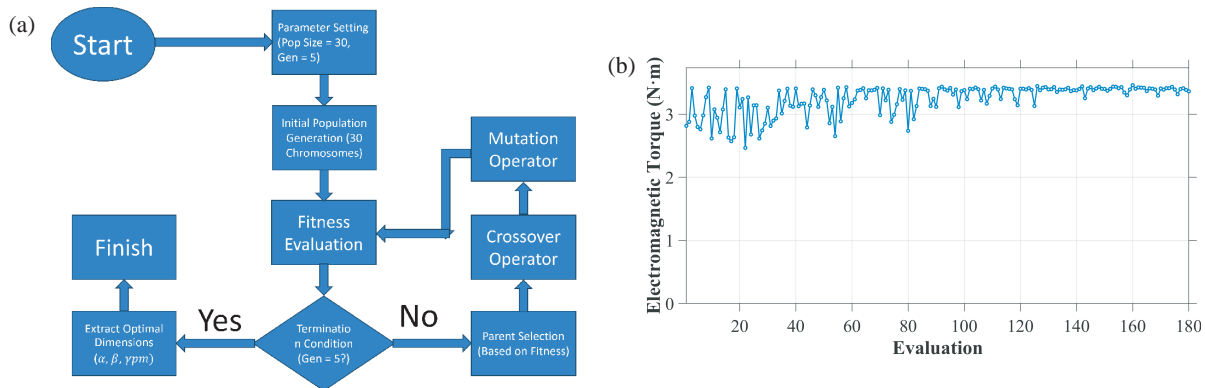 (a)
Start
Parameter Setting
(Pop Size = 30,
Gen = 5)
Initial Population
Generation (30
Chromosomes)
Fitness
Evaluation
Mutation
Operator
Crossover
Operator
Parent Selection
(Based on Fitness)
No
Terminatio
n Condition
(Gen = 5?)
Yes
Extract Optimal
Dimensions
(α, β, γpm)
Finish
(b)
Electromagnetic Torque (N·m)
3
2
1
0
20 40 60 80 100 120 140 160 180
Evaluation